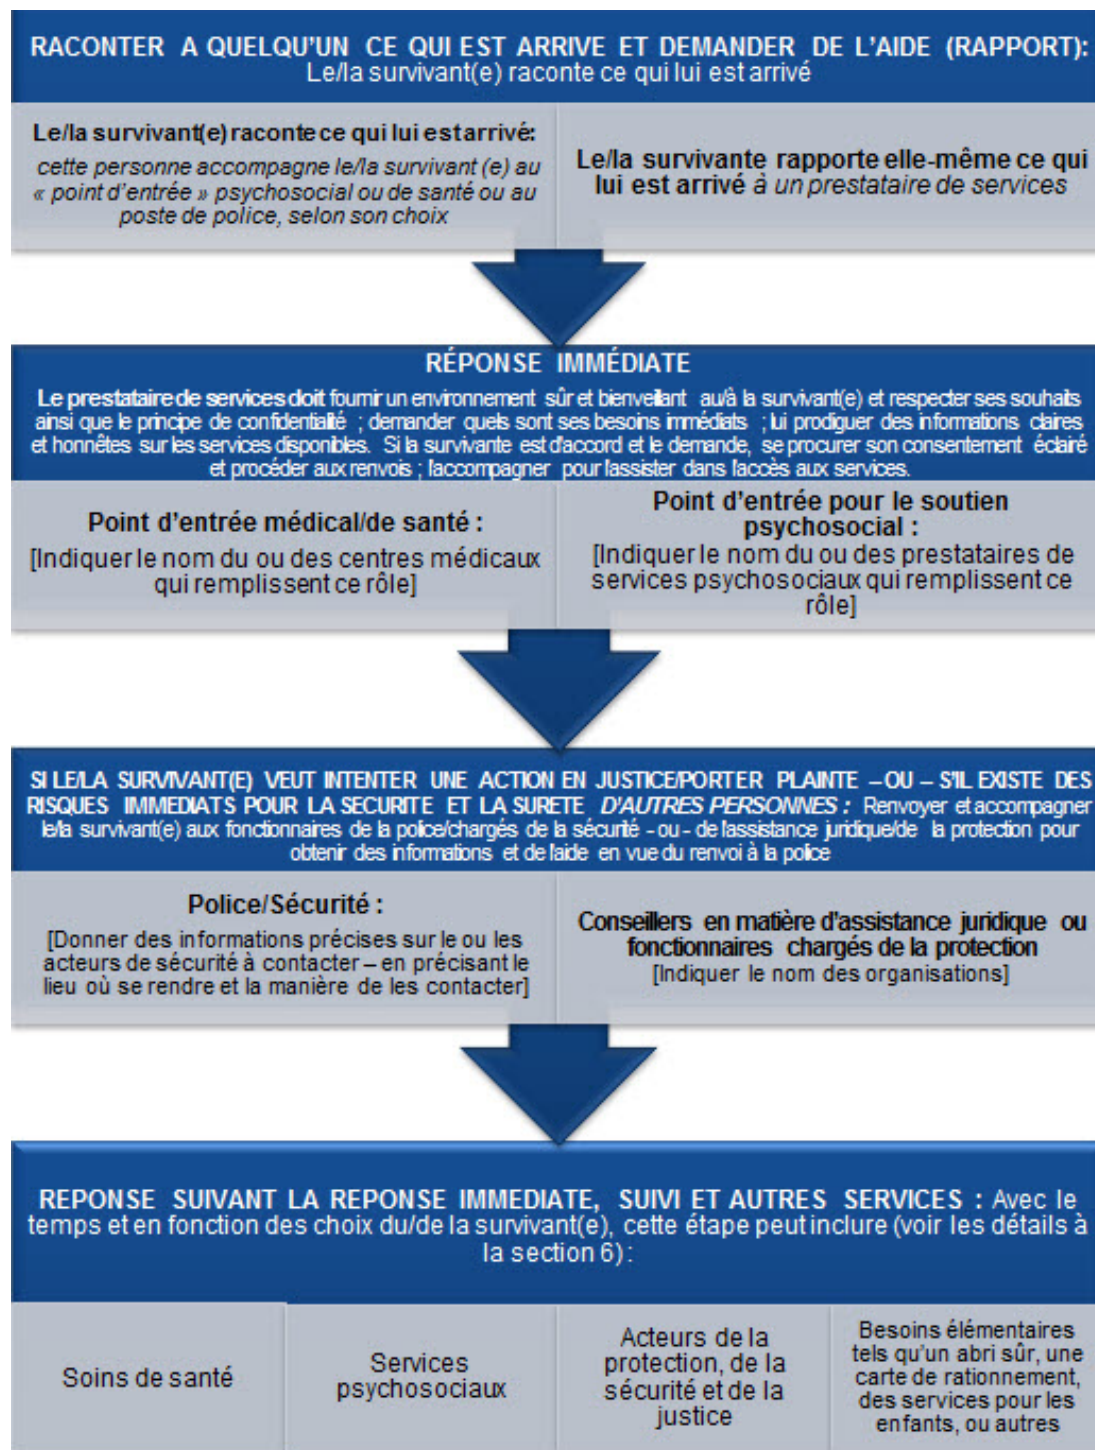 RACONTER A QUELQU'UN CE QUI EST ARRIVE ET DEMANDER DE L'AIDE (RAPPORT):
Le/la survivant(e) raconte ce qui lui est arrivé
Le/la survivant(e) raconte ce qui lui est arrivé:
cette personne accompagne le/la survivant (e) au
« point d'entrée » psychosocial ou de santé ou au
poste de police, selon son choix
Le/la survivante rapporte elle-même ce qui
lui est arrivé à un prestataire de services
RÉPONSE IMMÉDIATE
Le prestataire de services doit fournir un environnement sûr et bienveillant au/à la survivant(e) et respecter ses souhaits
ainsi que le principe de confidentialité ; demander quels sont ses besoins immédiats ; lui prodiguer des informations claires
et honnêtes sur les services disponibles. Si la survivante est d'accord et le demande, se procurer son consentement éclairé
et procéder aux renvois ; l'accompagner pour l'assister dans l'accès aux services.
Point d'entrée médical/de santé :
[Indiquer le nom du ou des centres médicaux
qui remplissent ce rôle]
Point d'entrée pour le soutien
psychosocial :
[Indiquer le nom du ou des prestataires de
services psychosociaux qui remplissent ce
rôle]
SI LE/LA SURVIVANT(E) VEUT INTENTER UNE ACTION EN JUSTICE/PORTER PLAINTE – OU – S'IL EXISTE DES
RISQUES IMMEDIATS POUR LA SECURITE ET LA SURETE D'AUTRES PERSONNES : Renvoyer et accompagner
le/la survivant(e) aux fonctionnaires de la police/chargés de la sécurité - ou - de l'assistance juridique/de la protection pour
obtenir des informations et de l'aide en vue du renvoi à la police
Police/Sécurité :
[Donner des informations précises sur le ou les
acteurs de sécurité à contacter – en précisant le
lieu où se rendre et la manière de les contacter]
Conseillers en matière d'assistance juridique ou
fonctionnaires chargés de la protection
[Indiquer le nom des organisations]
REPONSE SUIVANT LA REPONSE IMMEDIATE, SUIVI ET AUTRES SERVICES : Avec le
temps et en fonction des choix du/de la survivant(e), cette étape peut inclure (voir les détails à
la section 6) :
Soins de santé
Services
psychosociaux
Acteurs de la
protection, de la
sécurité et de la
justice
Besoins élémentaires
tels qu'un abri sûr, une
carte de rationnement,
des services pour les
enfants, ou autres